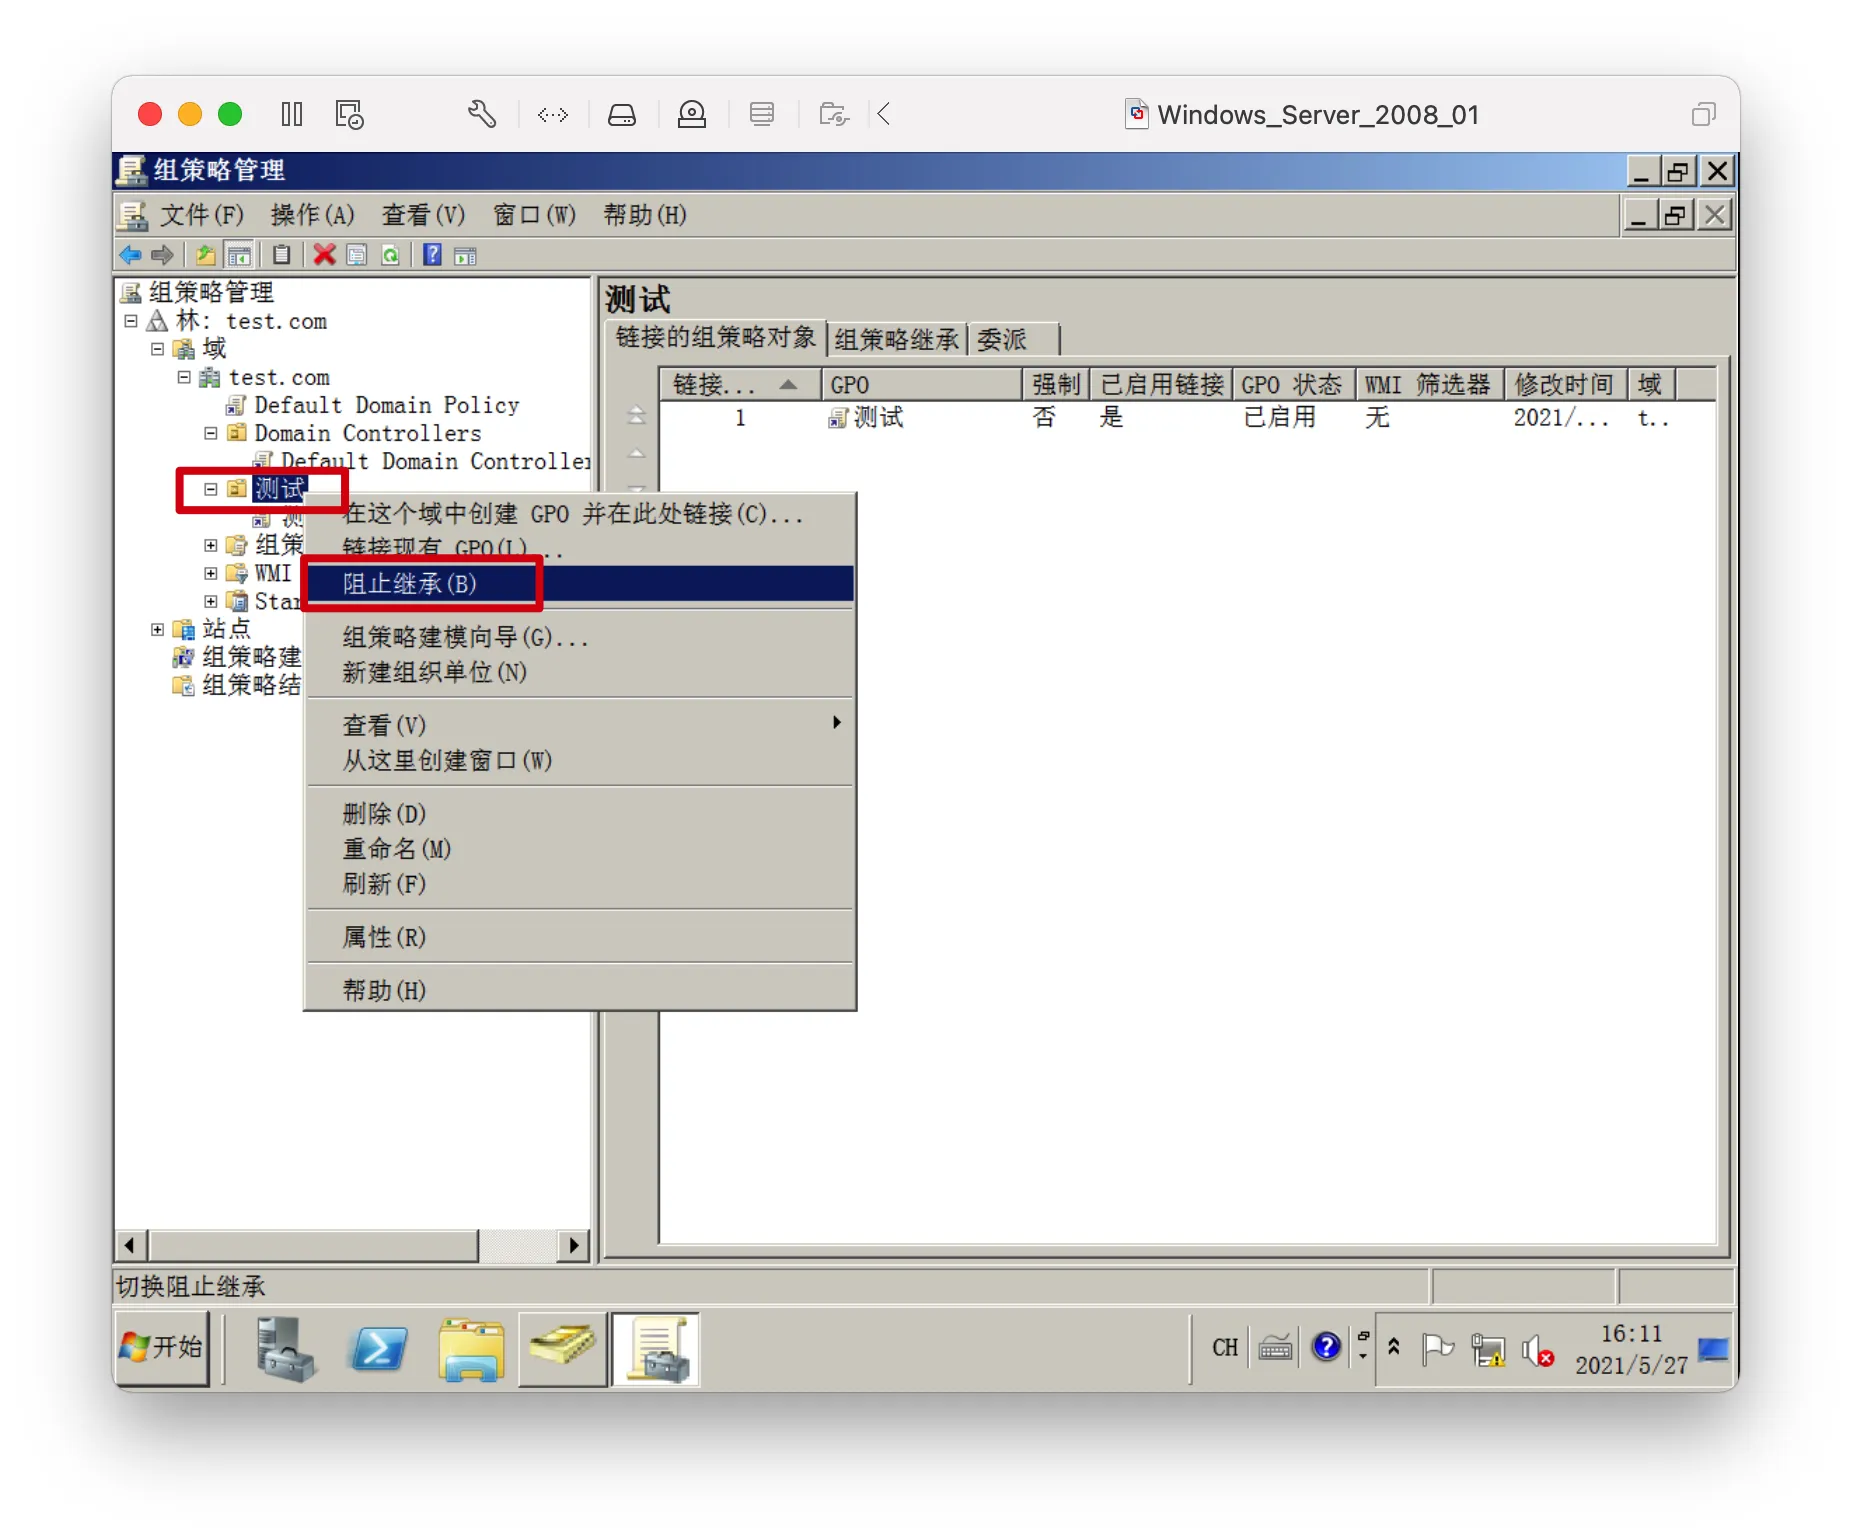 Windows_Server_2008_01
组策略管理
文件(F) 操作(A) 查看(V) 窗口(W) 帮助(H)
组策略管理
林: test.com
域
test.com
Default Domain Policy
Domain Controllers
Default Domain Controller
测试
测
组策
WMI
Star
站点
组策略建
组策略结
测试
链接的组策略对象 组策略继承 委派
链接... GPO 强制 已启用链接 GPO 状态 WMI 筛选器 修改时间 域
1 测试 否 是 已启用 无 2021/... t..
在这个域中创建 GPO 并在此处链接(C)...
链接现有 GPO(L)...
阻止继承(B)
组策略建模向导(G)...
新建组织单位(N)
查看(V)
从这里创建窗口(W)
删除(D)
重命名(M)
刷新(F)
属性(R)
帮助(H)
切换阻止继承
开始
CH
16:11
2021/5/27